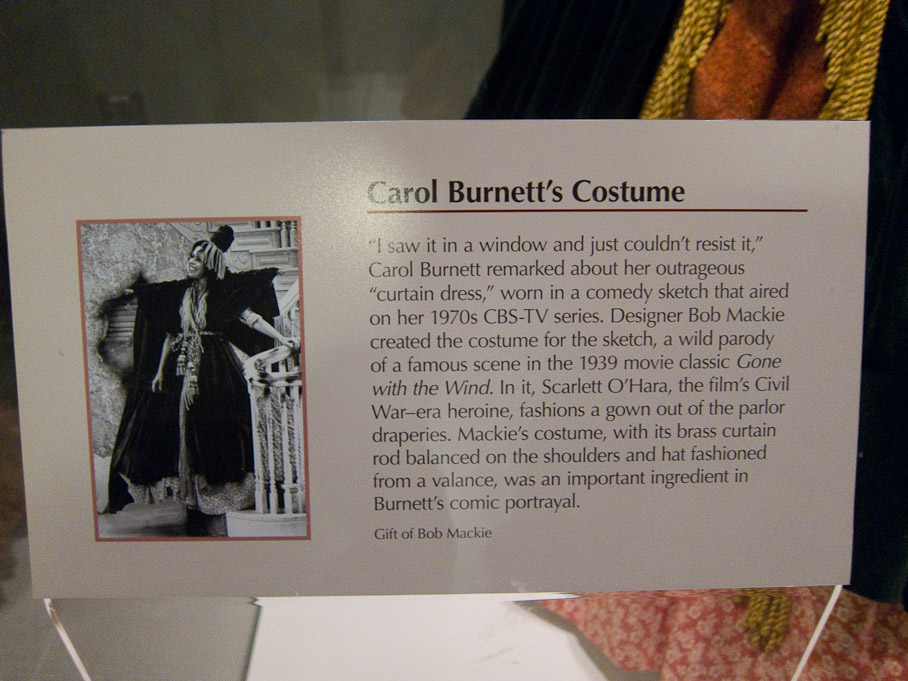 Carol Burnett's Costume
“I saw it in a window and just couldn't resist it,”
Carol Burnett remarked about her outrageous
“curtain dress,” worn in a comedy sketch that aired
on her 1970s CBS-TV series. Designer Bob Mackie
created the costume for the sketch, a wild parody
of a famous scene in the 1939 movie classic Gone
with the Wind. In it, Scarlett O'Hara, the film's Civil
War–era heroine, fashions a gown out of the parlor
draperies. Mackie's costume, with its brass curtain
rod balanced on the shoulders and hat fashioned
from a valance, was an important ingredient in
Burnett's comic portrayal.
Gift of Bob Mackie